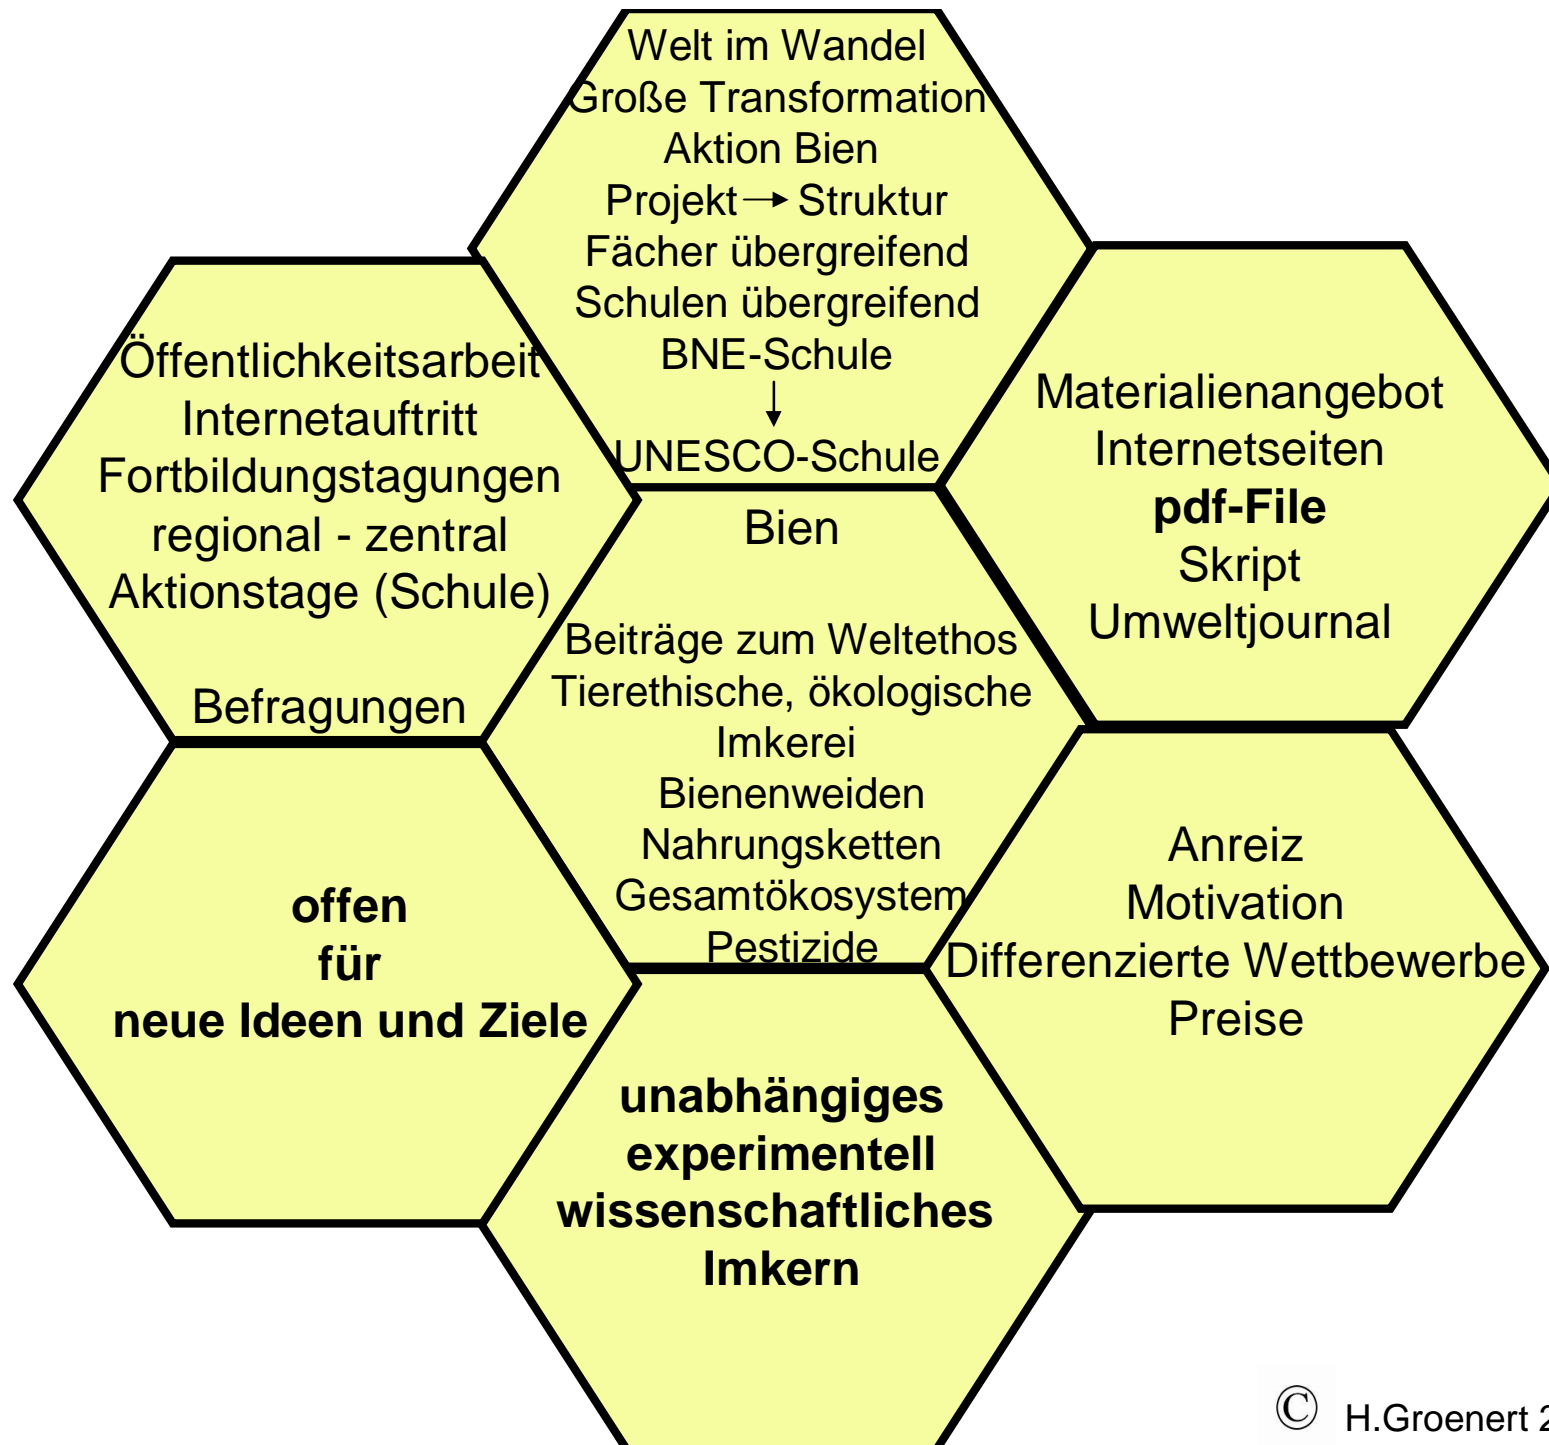 Welt im Wandel
Große Transformation
Aktion Bien
Projekt → Struktur
Fächer übergreifend
Schulen übergreifend
BNE-Schule
↓
UNESCO-Schule
Öffentlichkeitsarbeit
Internetauftritt
Fortbildungstagungen
regional - zentral
Aktionstage (Schule)
Befragungen
Materialienangebot
Internetseiten
pdf-File
Skript
Umweltjournal
Bien
Beiträge zum Weltethos
Tierethische, ökologische
Imkerei
Bienenweiden
Nahrungsketten
Gesamtökosystem
Pestizide
offen
für
neue Ideen und Ziele
Anreiz
Motivation
Differenzierte Wettbewerbe
Preise
unabhängiges
experimentell
wissenschaftliches
Imkern
© H.Groenert